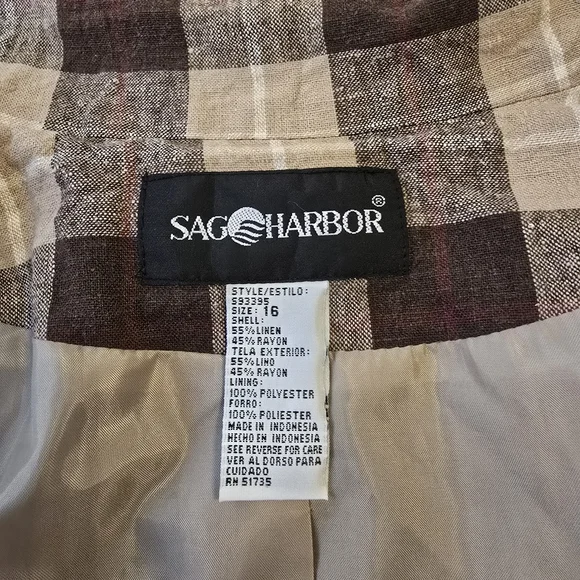 SAG HARBOR®
STYLE/ESTILO:
S93395
SIZE: 16
SHELL:
55% LINEN
45% RAYON
TELA EXTERIOR:
55% LINO
45% RAYON
LINING:
100% POLYESTER
FORRO:
100% POLIESTER
MADE IN INDONESIA
HECHO EN INDONESIA
SEE REVERSE FOR CARE
VER AL DORSO PARA
CUIDADO
RN 51735